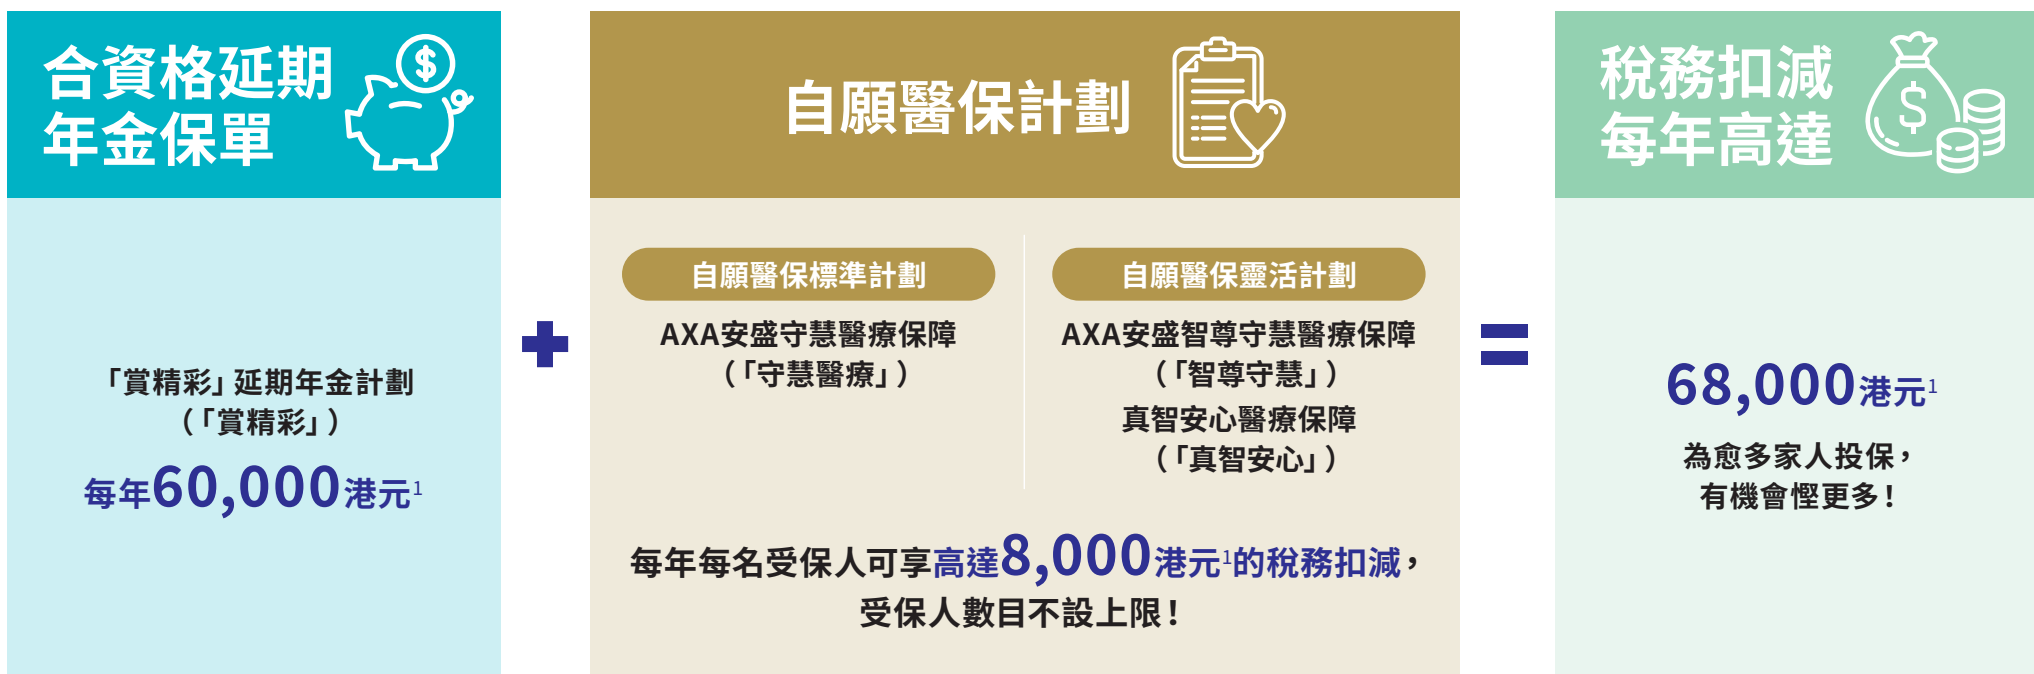 合資格延期
年金保單
「賞精彩」延期年金計劃
（「賞精彩」）
每年60,000港元1
自願醫保計劃
自願醫保標準計劃
AXA安盛守慧醫療保障
（「守慧醫療」）
自願醫保靈活計劃
AXA安盛智尊守慧醫療保障
（「智尊守慧」）
真智安心醫療保障
（「真智安心」）
每年每名受保人可享高達8,000港元1的稅務扣減，
受保人數目不設上限！
稅務扣減
每年高達
68,000港元1
為愈多家人投保，
有機會慳更多！